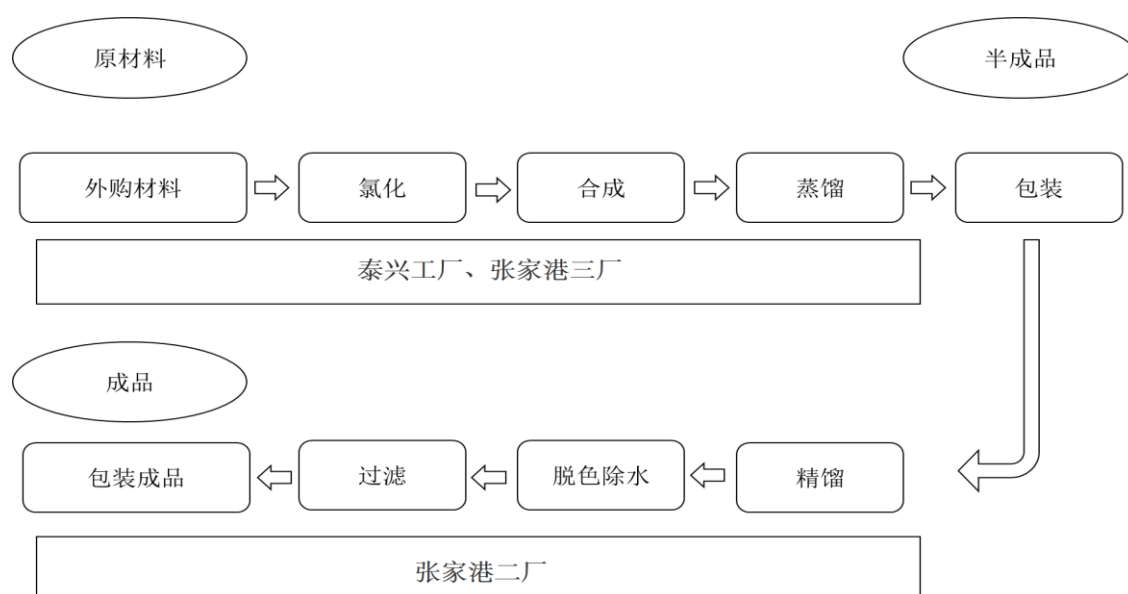 原材料
半成品
外购材料
氯化
合成
蒸馏
包装
泰兴工厂、张家港三厂
成品
包装成品
过滤
脱色除水
精馏
张家港二厂